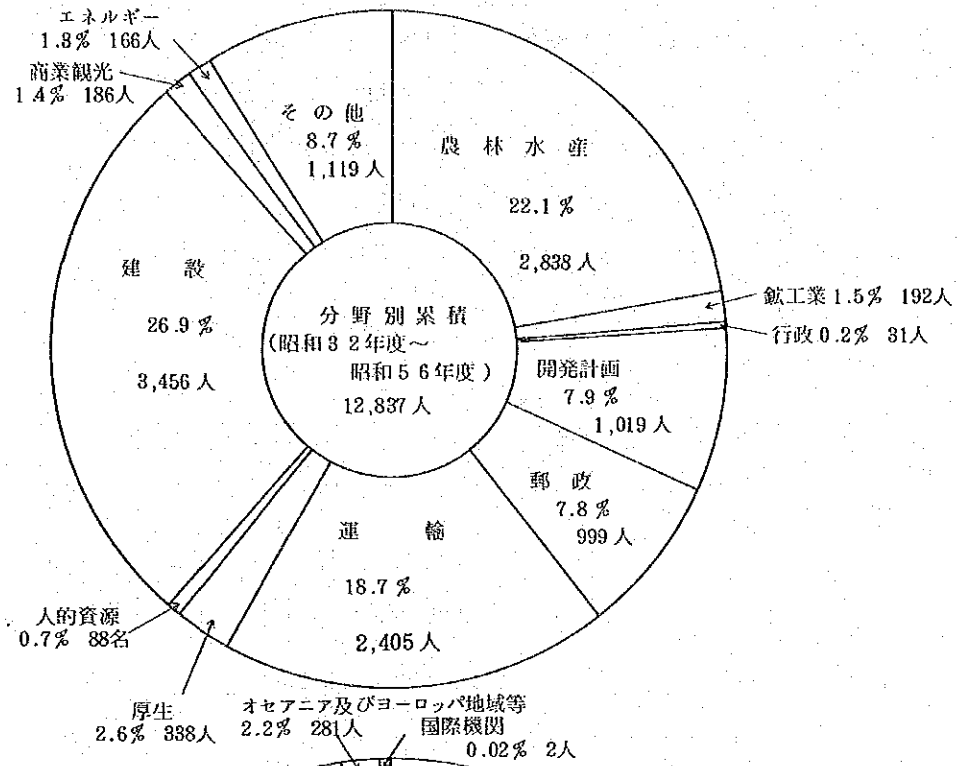 エネルギー
1.3% 166人
商業観光
1.4% 186人
その他
8.7%
1,119人
農林水産
22.1%
2,838人
鉱工業 1.5% 192人
行政 0.2% 31人
開発計画
7.9%
1,019人
郵政
7.8%
999人
運輸
18.7%
2,405人
厚生
2.6% 338人
人的資源
0.7% 88名
建設
26.9%
3,456人
分野別累積
(昭和32年度～
昭和56年度)
12,837人
オセアニア及びヨーロッパ地域等
2.2% 281人
国際機関
0.02% 2人